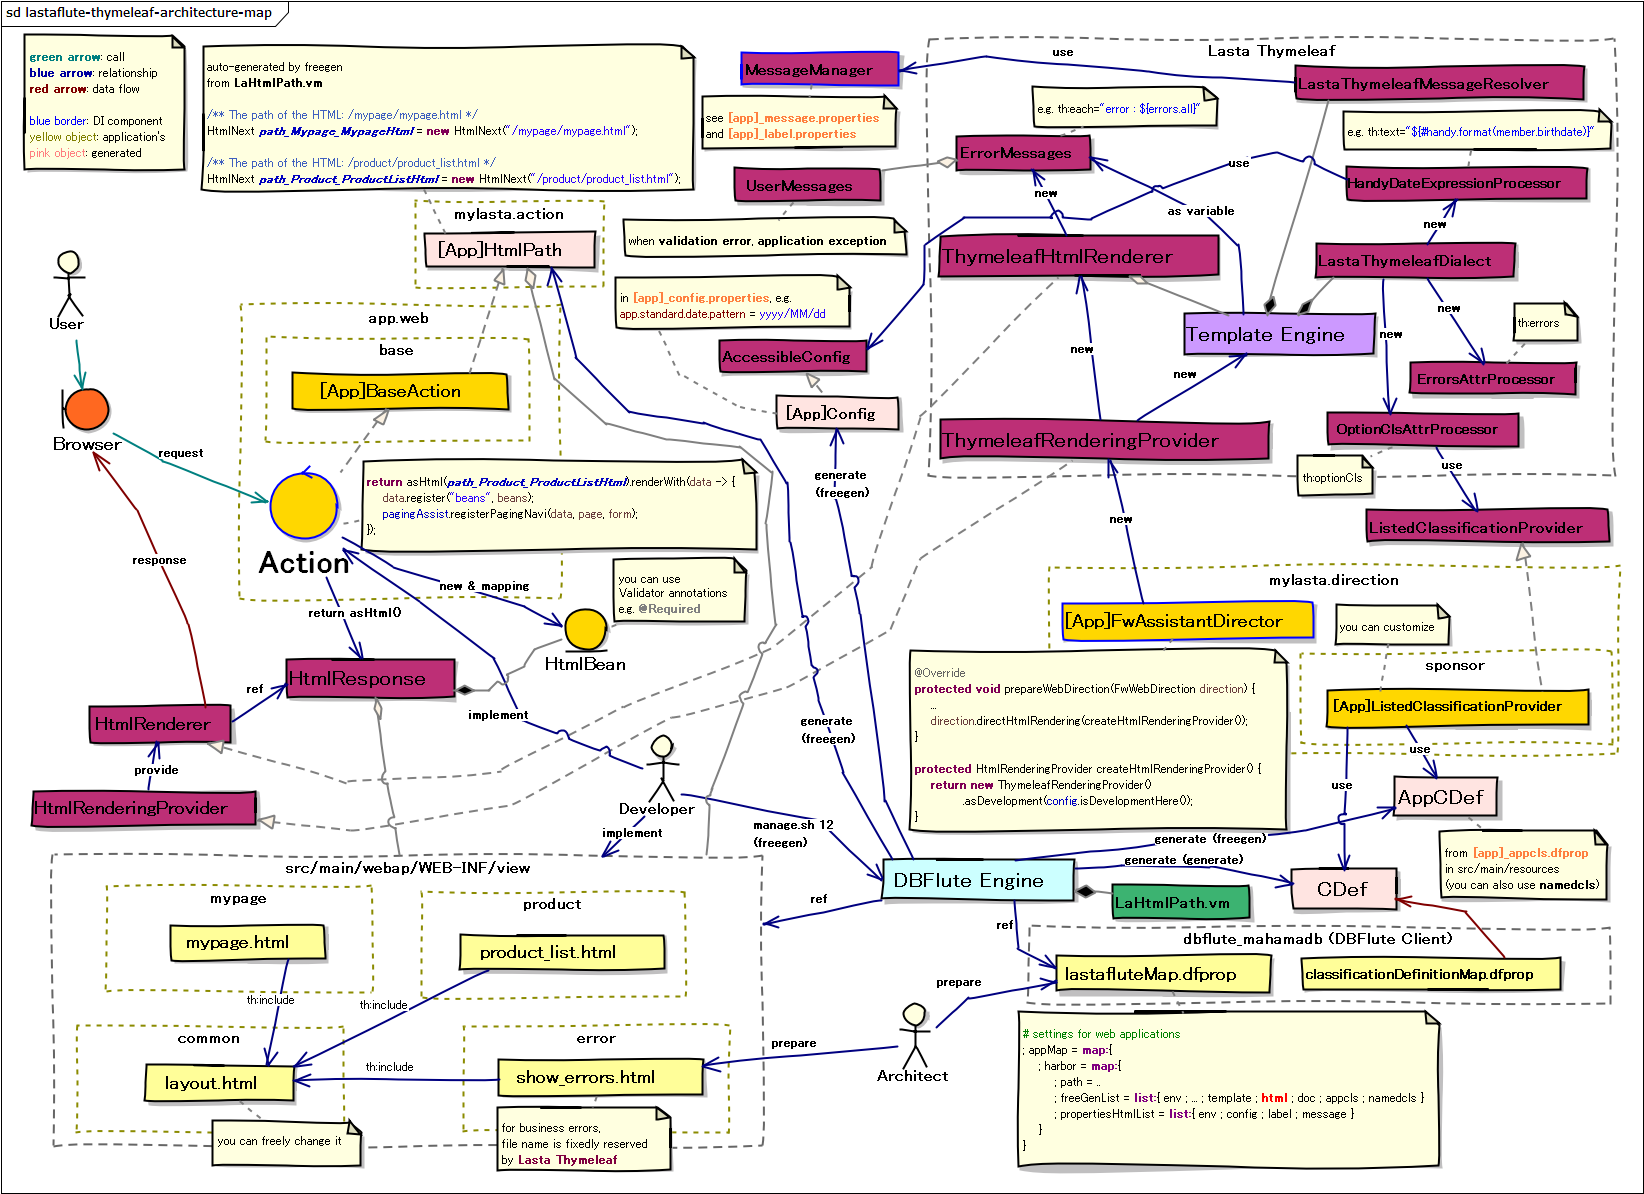 sd lastaflute-thymeleaf-architecture-map
green arrow: call
blue arrow: relationship
red arrow: data flow
blue border: DI component
yellow object: application's
pink object: generated
auto-generated by freegen
from LaHtmlPath.vm
/** The path of the HTML: /mypage/mypage.html */
HtmlNext path_Mypage_MypageHtml = new HtmlNext("/mypage/mypage.html");
/** The path of the HTML: /product/product_list.html */
HtmlNext path_Product_ProductListHtml = new HtmlNext("/product/product_list.html");
MessageManager
see [app]_message.properties
and [app]_label.properties
use
Lasta Thymeleaf
LastaThymeleafMessageResolver
e.g. th:each="error : ${errors.all}"
e.g. th:text="${#handy.format(member.birthdate)}"
ErrorMessages
UserMessages
use
HandyDateExpressionProcessor
new
as variable
new
when validation error, application exception
ThymeleafHtmlRenderer
LastaThymeleafDialect
mylasta.action
[App]HtmlPath
in [app]_config.properties, e.g.
app.standard.date.pattern = yyyy/MM/dd
new
new
th:errors
Template Engine
new
new
AccessibleConfig
ErrorsAttrProcessor
[App]Config
OptionClsAttrProcessor
ThymeleafRenderingProvider
use
th:optionCls
generate
(freegen)
new
ListedClassificationProvider
User
Browser
request
response
app.web
base
[App]BaseAction
Action
return asHtml(path_Product_ProductListHtml).renderWith(data -> {
data.register("beans", beans);
pagingAssist.registerPagingNavi(data, page, form);
});
new & mapping
return asHtml()
you can use
Validator annotations
e.g. @Required
HtmlBean
HtmlResponse
ref
HtmlRenderer
provide
HtmlRenderingProvider
implement
Developer
implement
manage.sh 12
(freegen)
generate
(freegen)
mylasta.direction
[App]FwAssistantDirector
you can customize
sponsor
[App]ListedClassificationProvider
@Override
protected void prepareWebDirection(FwWebDirection direction) {
...
direction.directHtmlRendering(createHtmlRenderingProvider());
}
protected HtmlRenderingProvider createHtmlRenderingProvider() {
return new ThymeleafRenderingProvider()
.asDevelopment(config.isDevelopmentHere());
}
use
use
AppCDef
generate (freegen)
generate (generate)
from [app]_appcls.dfprop
in src/main/resources
(you can also use namedcls)
DBFlute Engine
LaHtmlPath.vm
CDef
ref
ref
dbflute_mahamadb (DBFlute Client)
lastafluteMap.dfprop
classificationDefinitionMap.dfprop
prepare
Architect
prepare
# settings for web applications
; appMap = map:{
; harbor = map:{
; path = ..
; freeGenList = list:{ env ; ... ; template ; html ; doc ; appcls ; namedcls }
; propertiesHtmlList = list:{ env ; config ; label ; message }
}
}
src/main/webap/WEB-INF/view
mypage
mypage.html
product
product_list.html
th:include
th:include
common
layout.html
th:include
error
show_errors.html
you can freely change it
for business errors,
file name is fixedly reserved
by Lasta Thymeleaf